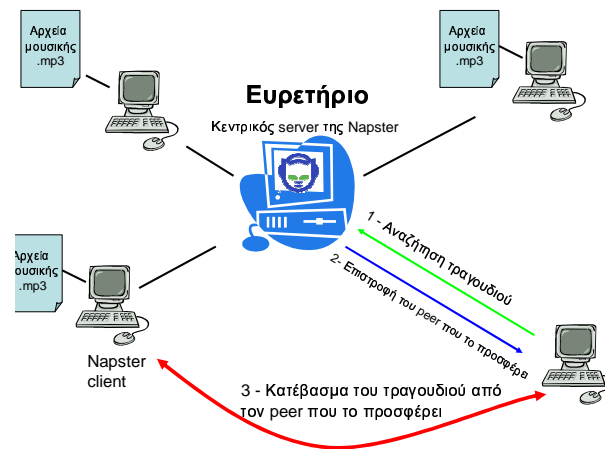 Αρχεία
μουσικής
.mp3
Αρχεία
μουσικής
.mp3
Ευρετήριο
Κεντρικός server της Napster
1 - Αναζήτηση τραγουδιού
2- Επιστροφή του peer που το προσφέρει
Αρχεία
ουσικής
.mp3
Napster
client
3 - Κατέβασμα του τραγουδιού από
τον peer που το προσφέρει